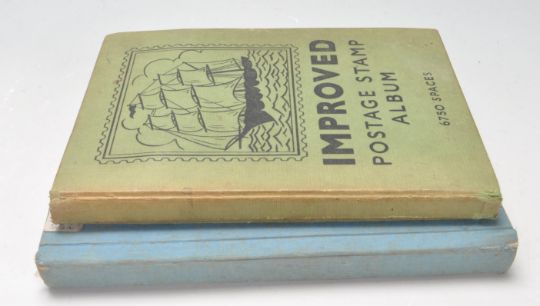 IMPROVED
POSTAGE STAMP
ALBUM
6750 SPACES